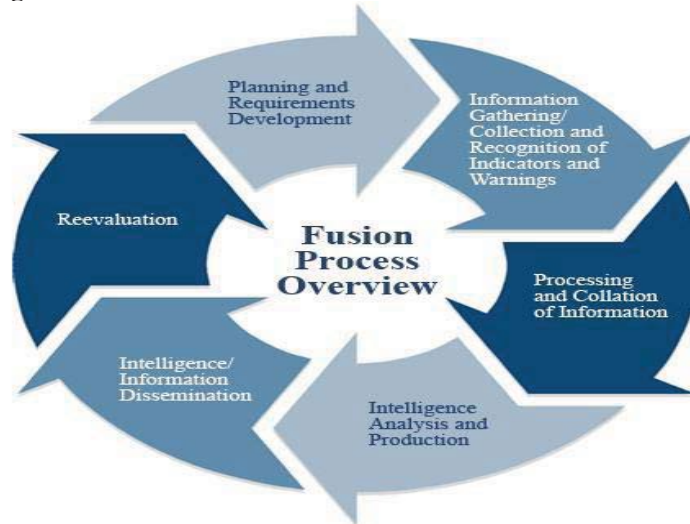 Planning and
Requirements
Development
Information
Gathering/
Collection and
Recognition of
Indicators and
Warnings
Processing
and Collation
of Information
Intelligence
Analysis and
Production
Intelligence/
Information
Dissemination
Reevaluation
Fusion
Process
Overview